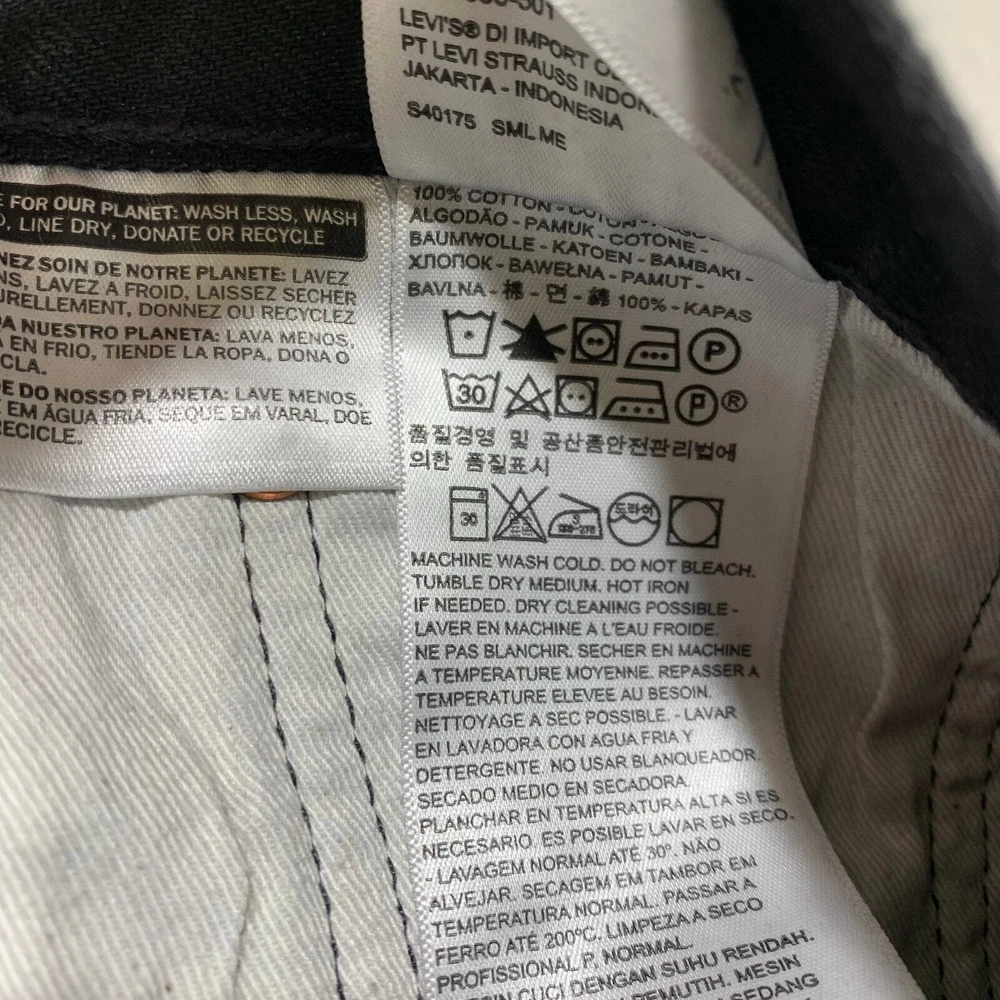 LEVI'S® DI IMPORT
PT LEVI STRAUSS
JAKARTA - INDONESIA
S40175 SML ME
FOR OUR PLANET: WASH LESS, WASH
LINE DRY, DONATE OR RECYCLE
SOIN DE NOTRE PLANETE: LAVEZ
LAVEZ A FROID, LAISSEZ SECHER
DONNEZ OU RECYCLEZ
NUESTRO PLANETA: LAVA MENOS,
EN FRIO, TIENDE LA ROPA, DONA O
DO NOSSO PLANETA: LAVE MENOS,
EM ÁGUA FRIA, SEQUE EM VARAL, DOE
100% COTTON -
ALGODÃO - PAMUK - COTONE -
BAUMWOLLE - KATOEN - BAMBAKI -
ХЛОПОК - BAWEŁNA - PAMUT -
BAVLNA - 棉 - 면 - 綿 100% - KAPAS
P
30
P®
품질경영 및 공산품안전관리법에
의한 품질표시
30
3
드라이
MACHINE WASH COLD. DO NOT BLEACH.
TUMBLE DRY MEDIUM. HOT IRON
IF NEEDED. DRY CLEANING POSSIBLE -
LAVER EN MACHINE A L'EAU FROIDE.
NE PAS BLANCHIR. SECHER EN MACHINE
A TEMPERATURE MOYENNE. REPASSER A
TEMPERATURE ELEVEE AU BESOIN.
NETTOYAGE A SEC POSSIBLE. - LAVAR
EN LAVADORA CON AGUA FRIA Y
DETERGENTE. NO USAR BLANQUEADOR.
SECADO MEDIO EN SECADORA.
PLANCHAR EN TEMPERATURA ALTA SI ES
NECESARIO. ES POSIBLE LAVAR EN SECO.
- LAVAGEM NORMAL ATÉ 30°. NÃO
ALVEJAR. SECAGEM EM TAMBOR EM
TEMPERATURA NORMAL. PASSAR A
FERRO ATÉ 200°C. LIMPEZA A SECO
PROFISSIONAL P. NORMAL.
CUCI DENGAN SUHU RENDAH.
MESIN
SEDANG